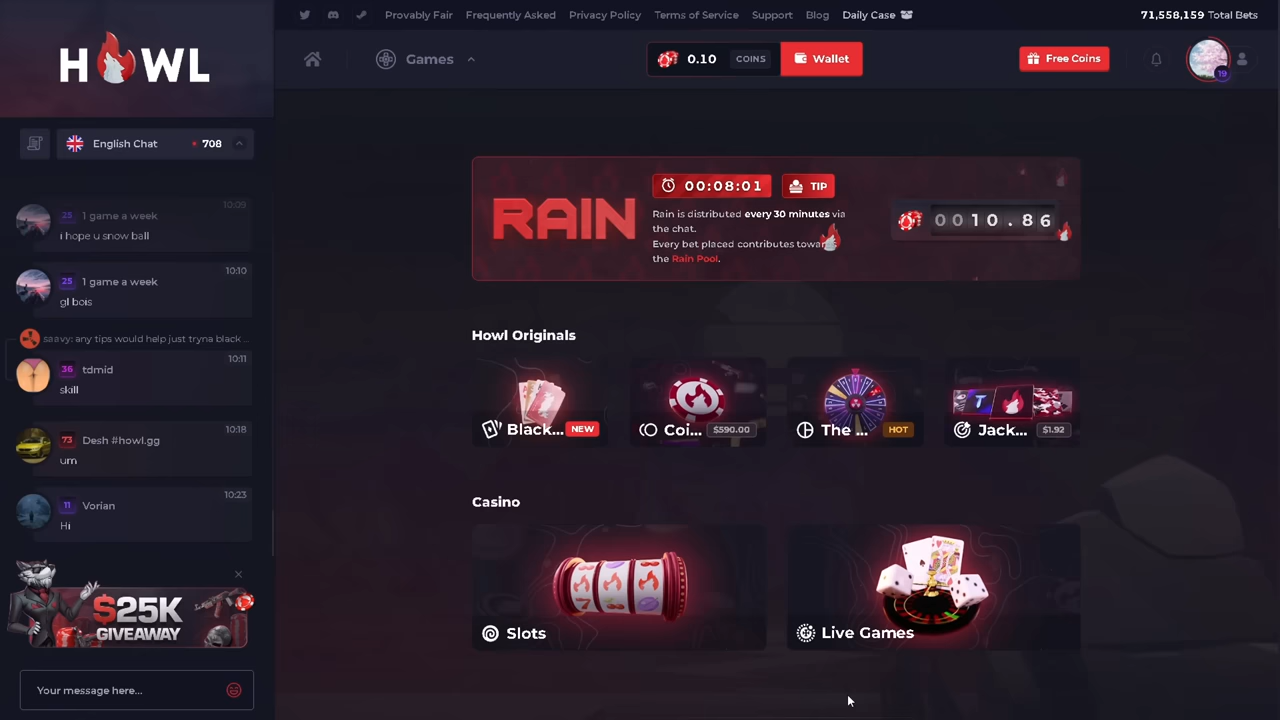 Provably Fair
Frequently Asked
Privacy Policy
Terms of Service
Support
Blog
Daily Case
71,558,159 Total Bets
HOWL
Games
0.10 COINS
Wallet
Free Coins
19
English Chat
708
10:09
25 1 game a week
i hope u snow ball
10:10
25 1 game a week
gl bois
saavy: any tips would help just tryna black ...
10:11
36 tdmid
skill
10:18
73 Desh #howl.gg
um
10:23
11 Vorian
Hi
$25K
GIVEAWAY
Your message here...
RAIN
00:08:01
TIP
Rain is distributed every 30 minutes via
the chat.
Every bet placed contributes towar
the Rain Pool.
0010.86
Howl Originals
Black... NEW
Coi... $590.00
The ... HOT
Jack... $1.92
Casino
Slots
Live Games